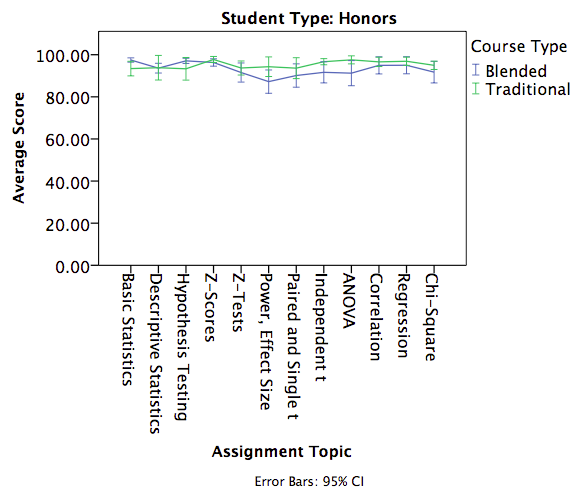 Student Type: Honors
Course Type
Blended
Traditional
Average Score
100.00
80.00
60.00
40.00
20.00
0.00
Basic Statistics
Descriptive Statistics
Hypothesis Testing
Z-Scores
Z-Tests
Power, Effect Size
Paired and Single t
Independent t
ANOVA
Correlation
Regression
Chi-Square
Assignment Topic
Error Bars: 95% CI